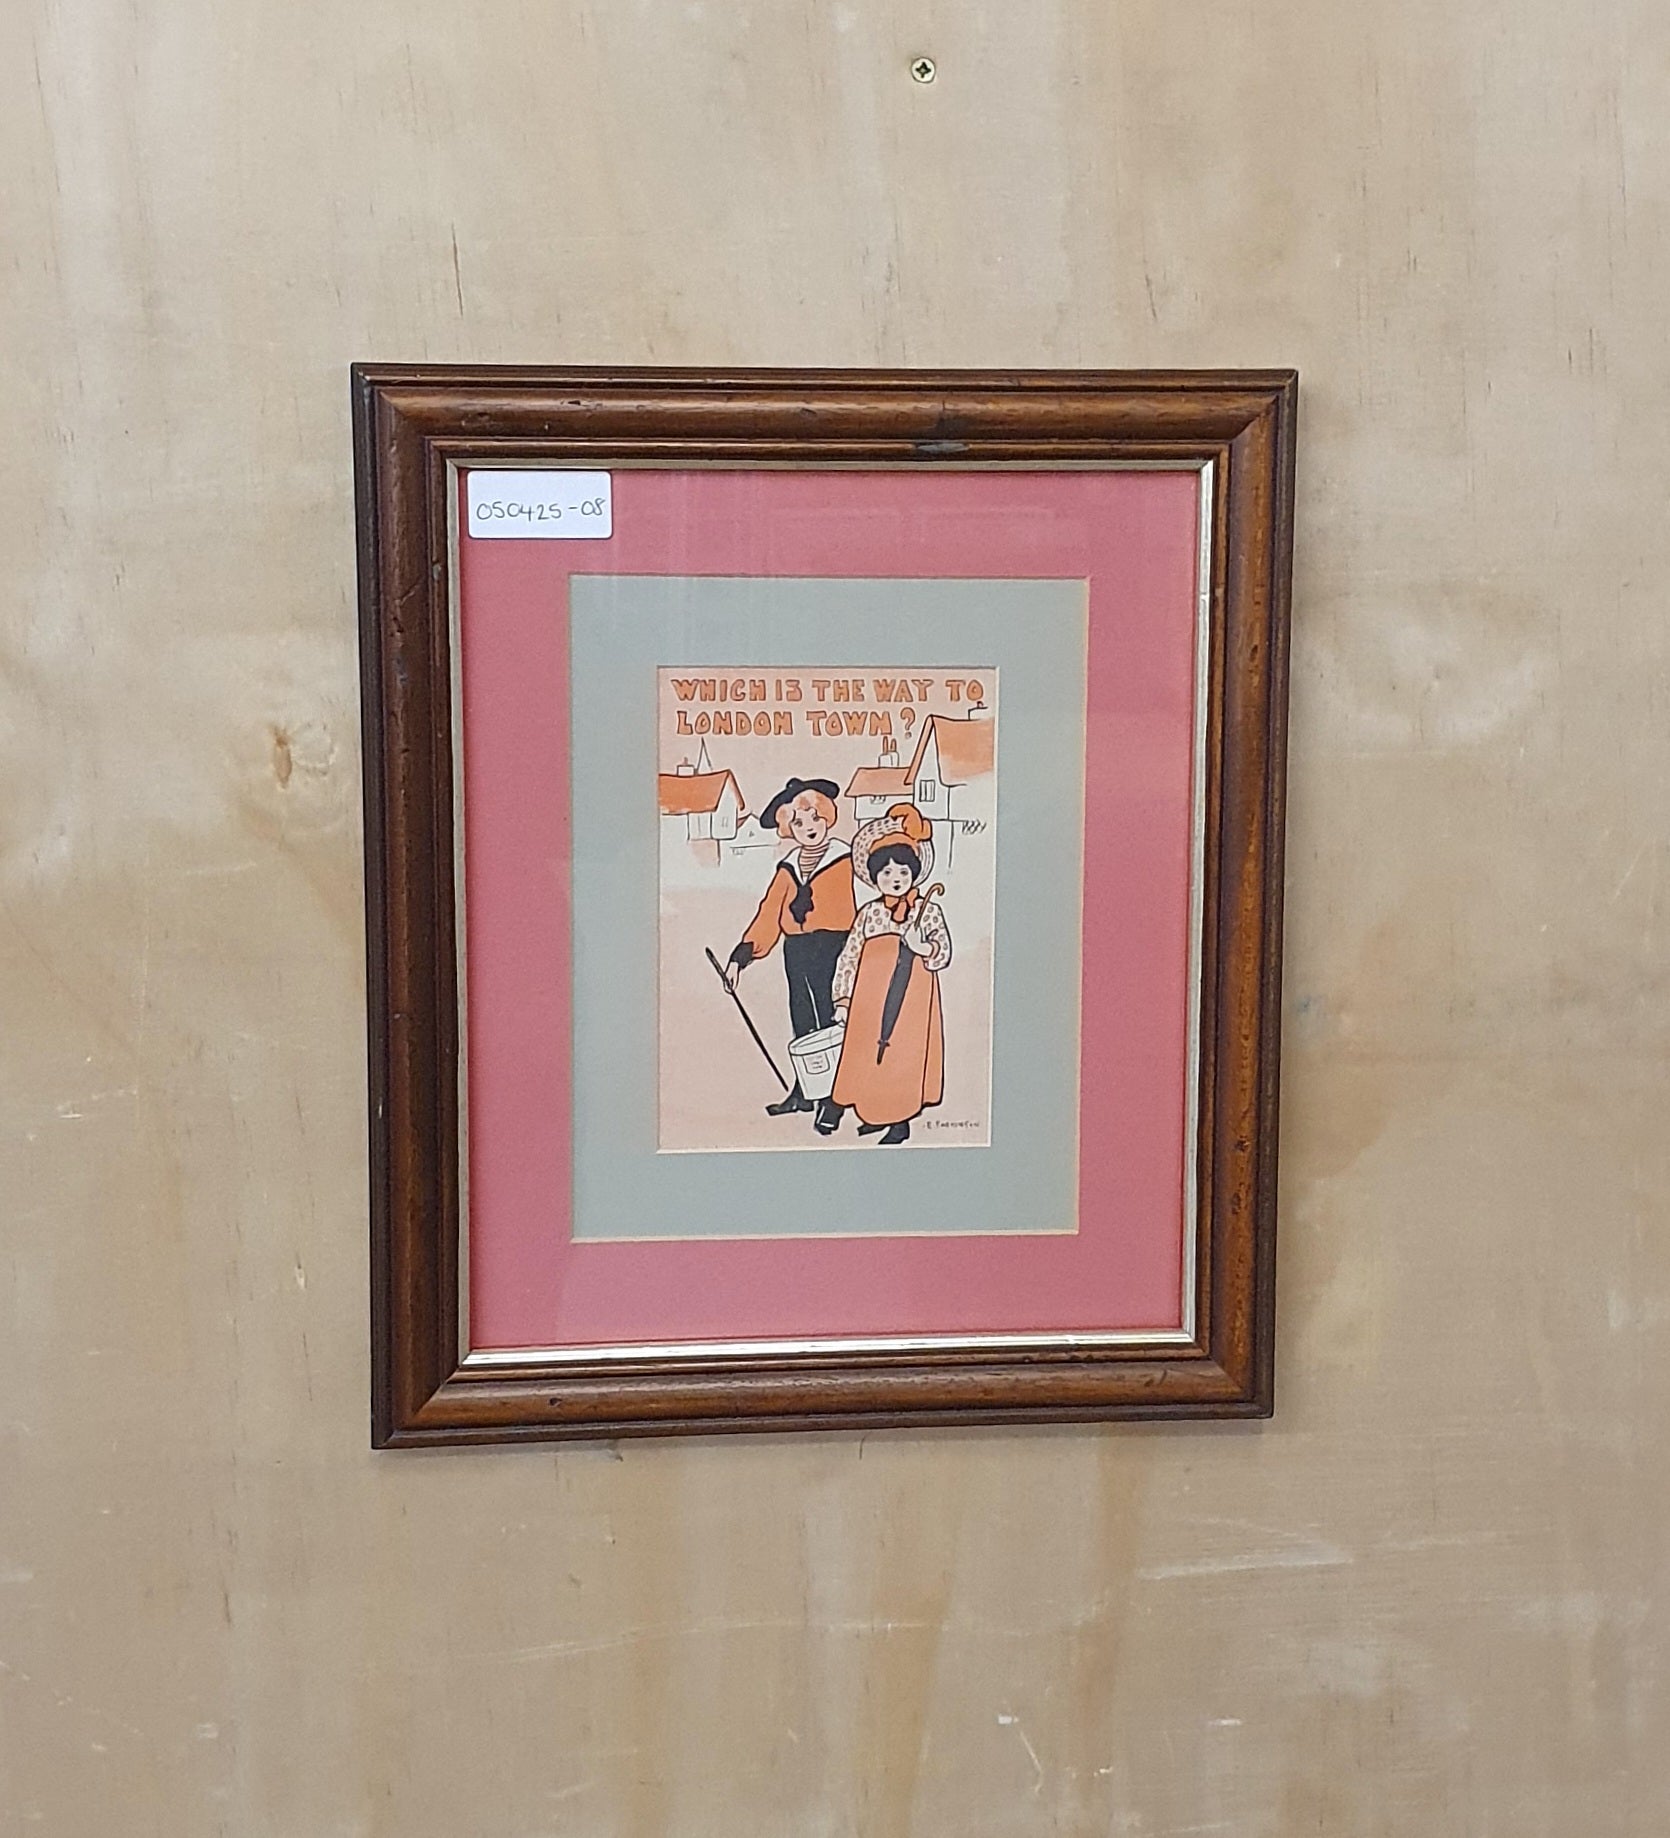 050425-08
WHICH IS THE WAY TO
LONDON TOWN?